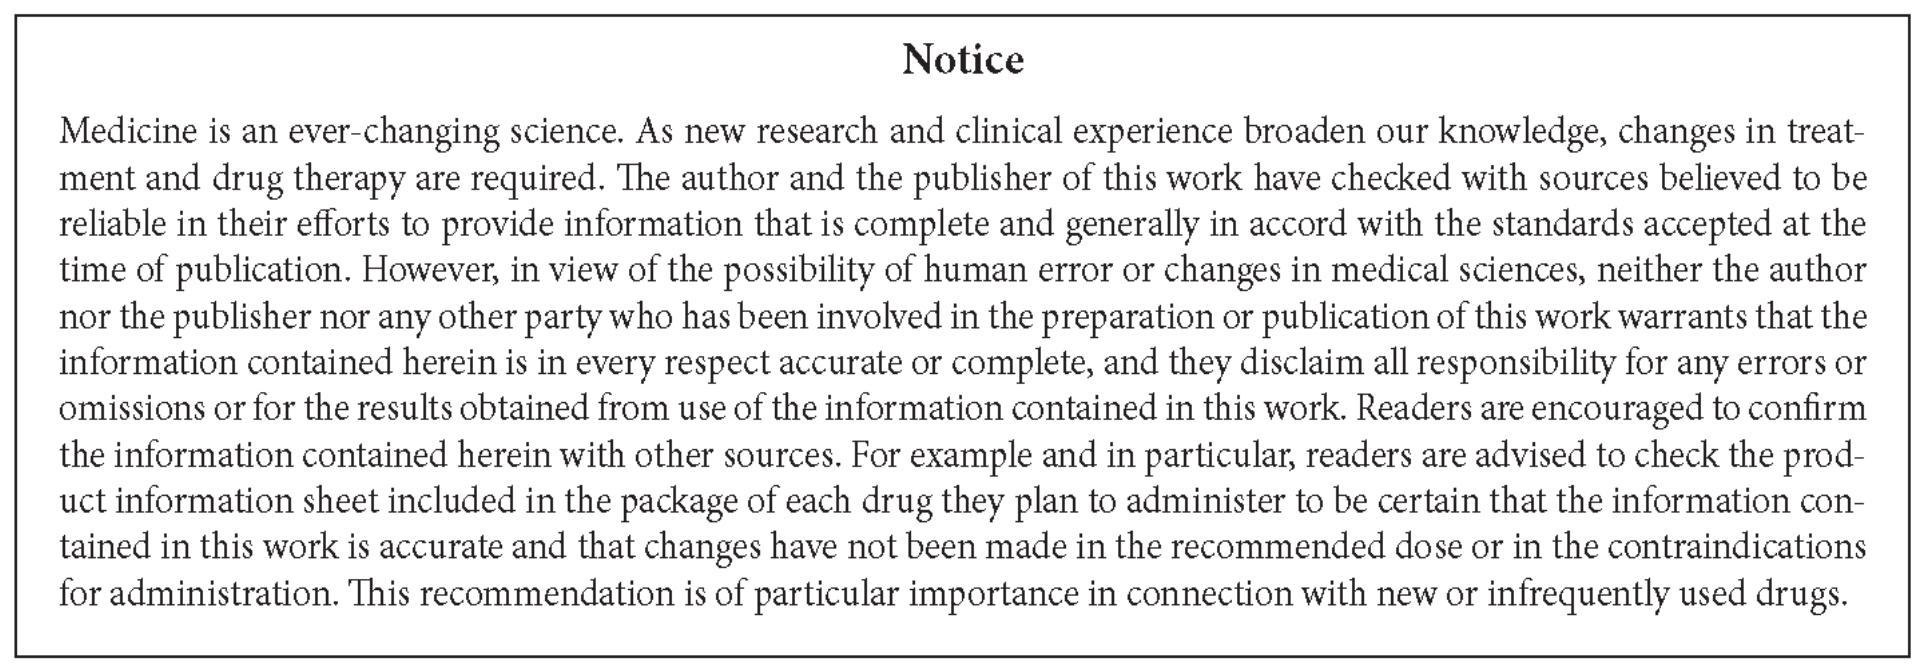 Notice
Medicine is an ever-changing science. As new research and clinical experience broaden our knowledge, changes in treat-
ment and drug therapy are required. The author and the publisher of this work have checked with sources believed to be
reliable in their efforts to provide information that is complete and generally in accord with the standards accepted at the
time of publication. However, in view of the possibility of human error or changes in medical sciences, neither the author
nor the publisher nor any other party who has been involved in the preparation or publication of this work warrants that the
information contained herein is in every respect accurate or complete, and they disclaim all responsibility for any errors or
omissions or for the results obtained from use of the information contained in this work. Readers are encouraged to confirm
the information contained herein with other sources. For example and in particular, readers are advised to check the prod-
uct information sheet included in the package of each drug they plan to administer to be certain that the information con-
tained in this work is accurate and that changes have not been made in the recommended dose or in the contraindications
for administration. This recommendation is of particular importance in connection with new or infrequently used drugs.